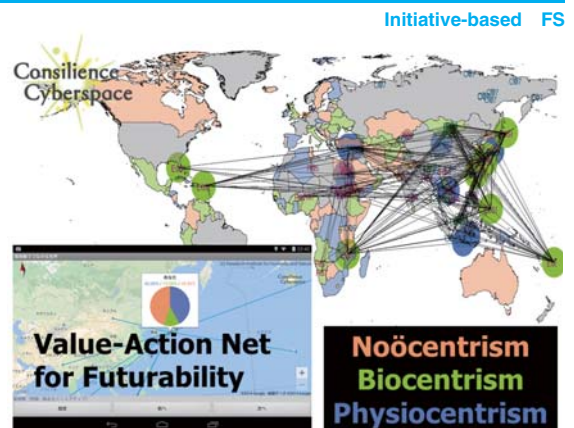 Initiative-based FS
Consilience
Cyberspace
Value-Action Net
for Futurability
Noöcentrism
Biocentrism
Physiocentrism